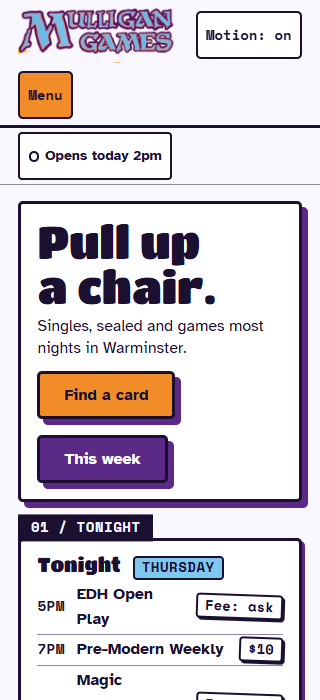 MULLIGAN GAMES
Motion: on
Menu
Opens today 2pm
Pull up
a chair.
Singles, sealed and games most
nights in Warminster.
Find a card
This week
01 / TONIGHT
Tonight THURSDAY
5PM EDH Open Play Fee: ask
7PM Pre-Modern Weekly $10
Magic